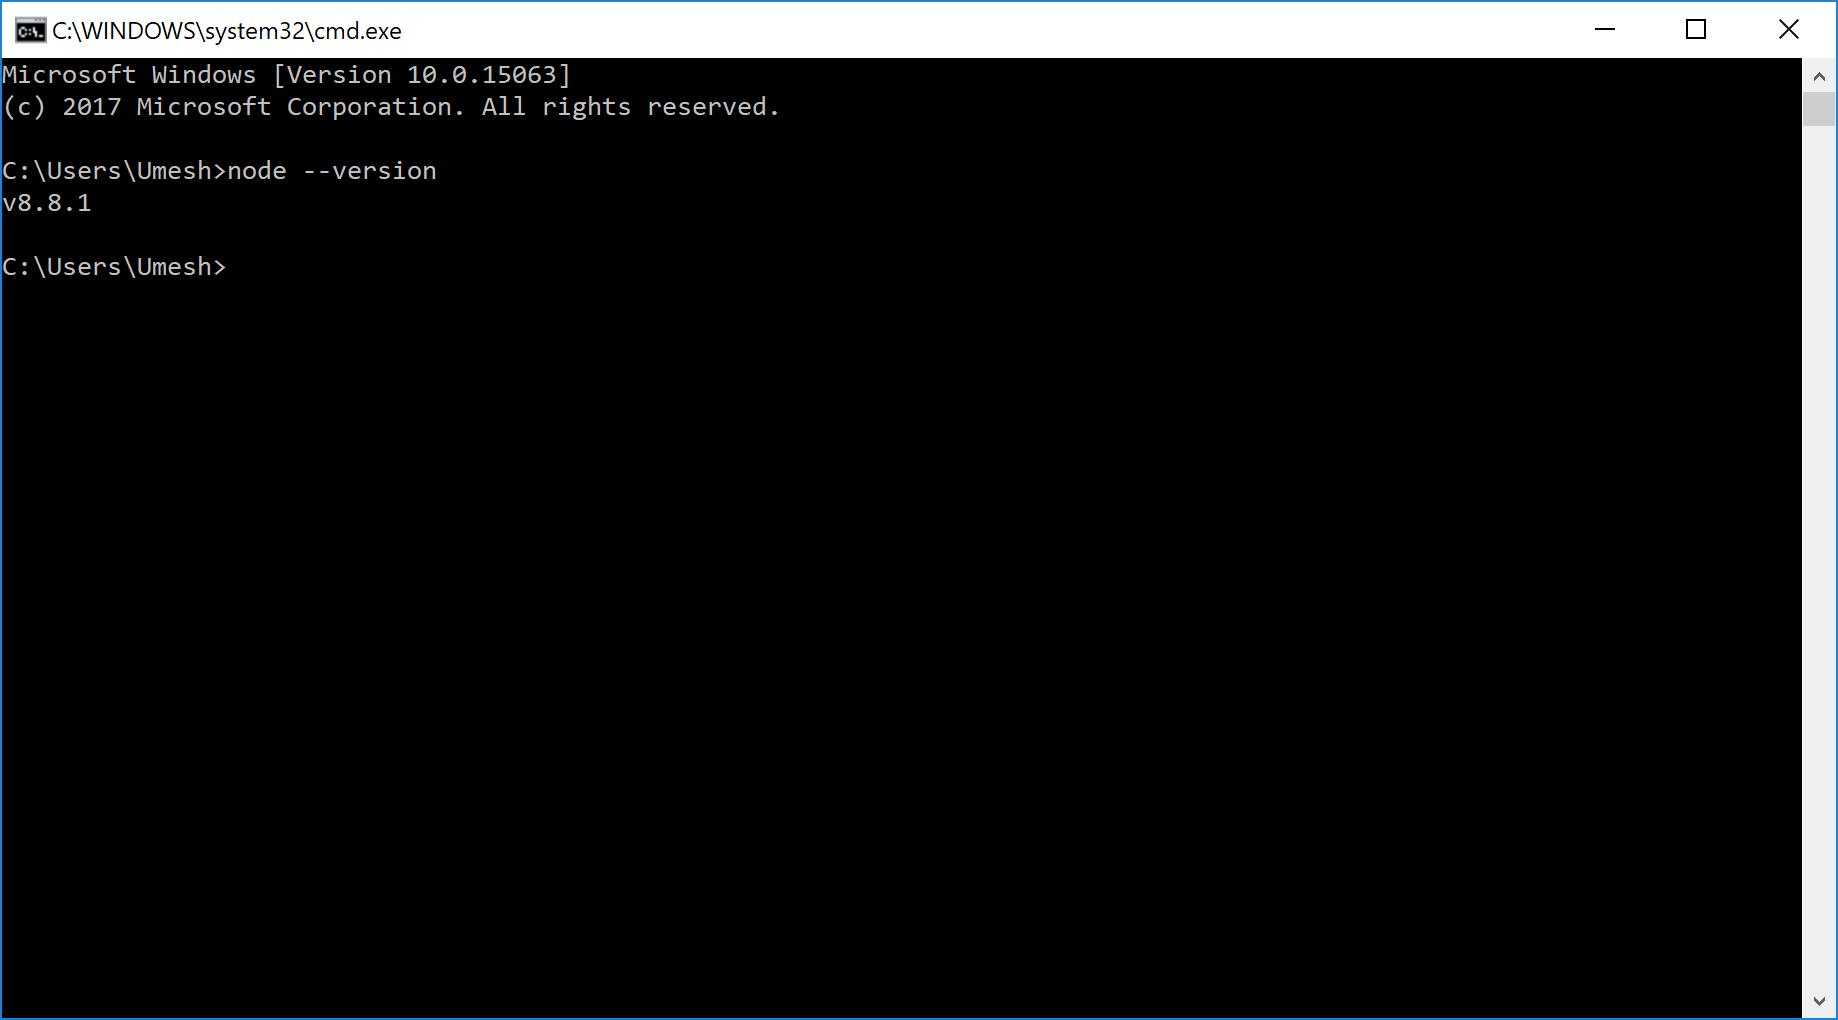 C:\WINDOWS\system32\cmd.exe
Microsoft Windows [Version 10.0.15063]
(c) 2017 Microsoft Corporation. All rights reserved.
C:\Users\Umesh>node --version
v8.8.1
C:\Users\Umesh>